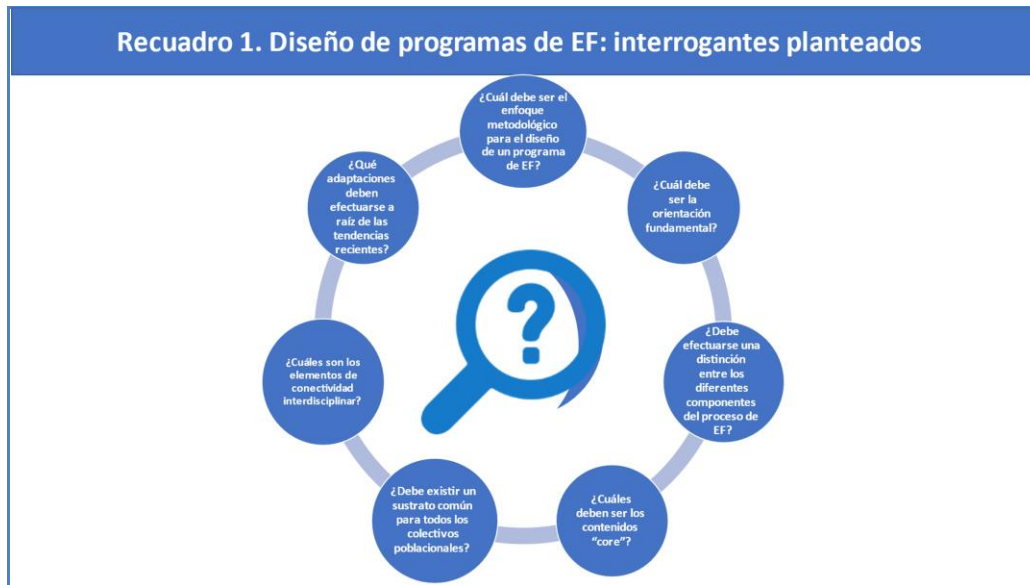 Recuadro 1. Diseño de programas de EF: interrogantes planteados
¿Cuál debe ser el
enfoque
metodológico
para el diseño
de un programa
de EF?
¿Cuál debe
ser la
orientación
fundamental?
¿Debe
efectuarse una
distinción
entre los
diferentes
componentes
del proceso de
EF?
¿Cuáles
deben ser los
contenidos
“core”?
¿Debe existir un
sustrato común
para todos los
colectivos
poblacionales?
¿Cuáles son los
elementos de
conectividad
interdisciplinar?
¿Qué
adaptaciones
deben
efectuarse a
raíz de las
tendencias
recientes?
?